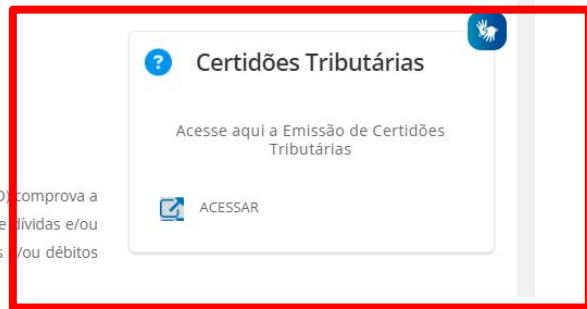 Certidões Tributárias
Acesse aqui a Emissão de Certidões
Tributárias
comprova a
ACESSAR
dívidas e/ou
/ou débitos